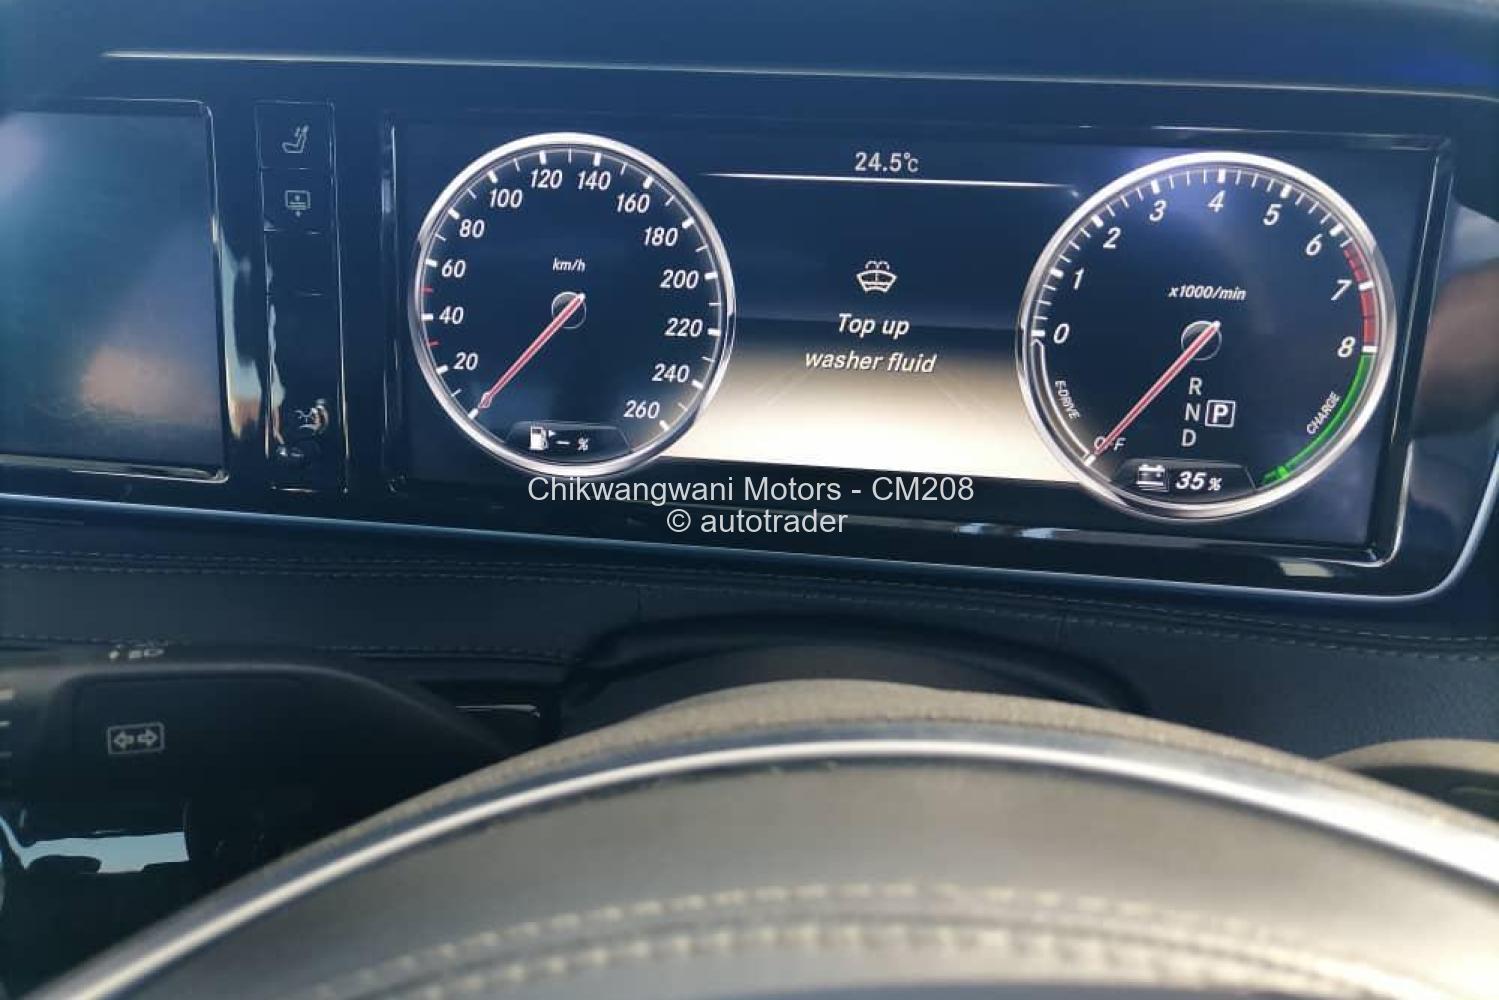 24.5°C
120 140
100
160
80
180
60
km/h
200
40
220
20
240
260
– %
Top up
washer fluid
4
3
5
2
6
1
x1000/min
7
0
8
R
N P
D
E-DRIVE
CHARGE
OFF
35 %
Chikwangwani Motors - CM208
© autotrader